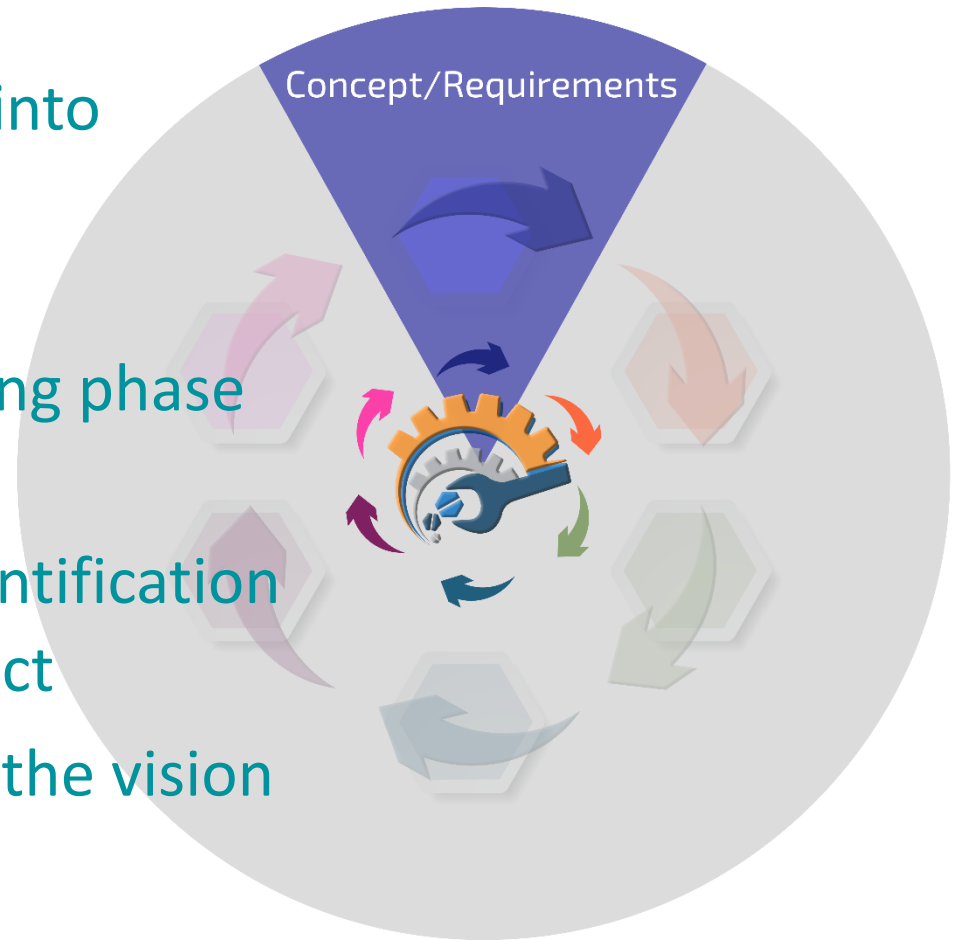 Concept/Requirements
into
ng phase
ntification
ct
the vision